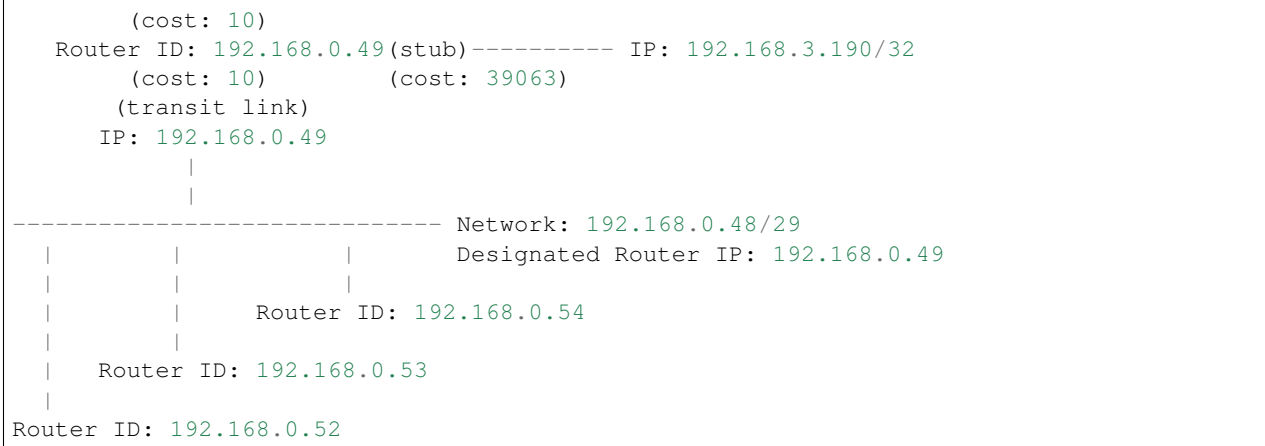 (cost: 10)
Router ID: 192.168.0.49(stub)---------- IP: 192.168.3.190/32
(cost: 10) (cost: 39063)
(transit link)
IP: 192.168.0.49
|
|
------------------------------ Network: 192.168.0.48/29
| | | Designated Router IP: 192.168.0.49
| | |
| | Router ID: 192.168.0.54
| |
| Router ID: 192.168.0.53
|
Router ID: 192.168.0.52